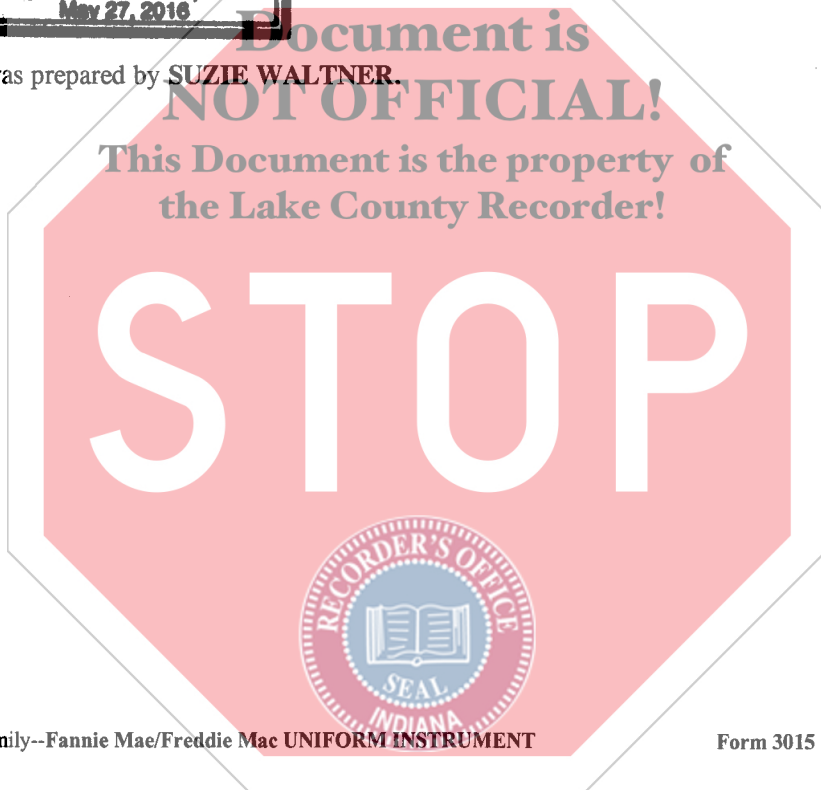 May 27, 2016
Document is
as prepared by SUZIE WALTNER.
NOT OFFICIAL!
This Document is the property of
the Lake County Recorder!
STOP
RECORDER'S OFFICE
SEAL
INDIANA
nily--Fannie Mae/Freddie Mac UNIFORM INSTRUMENT
Form 3015